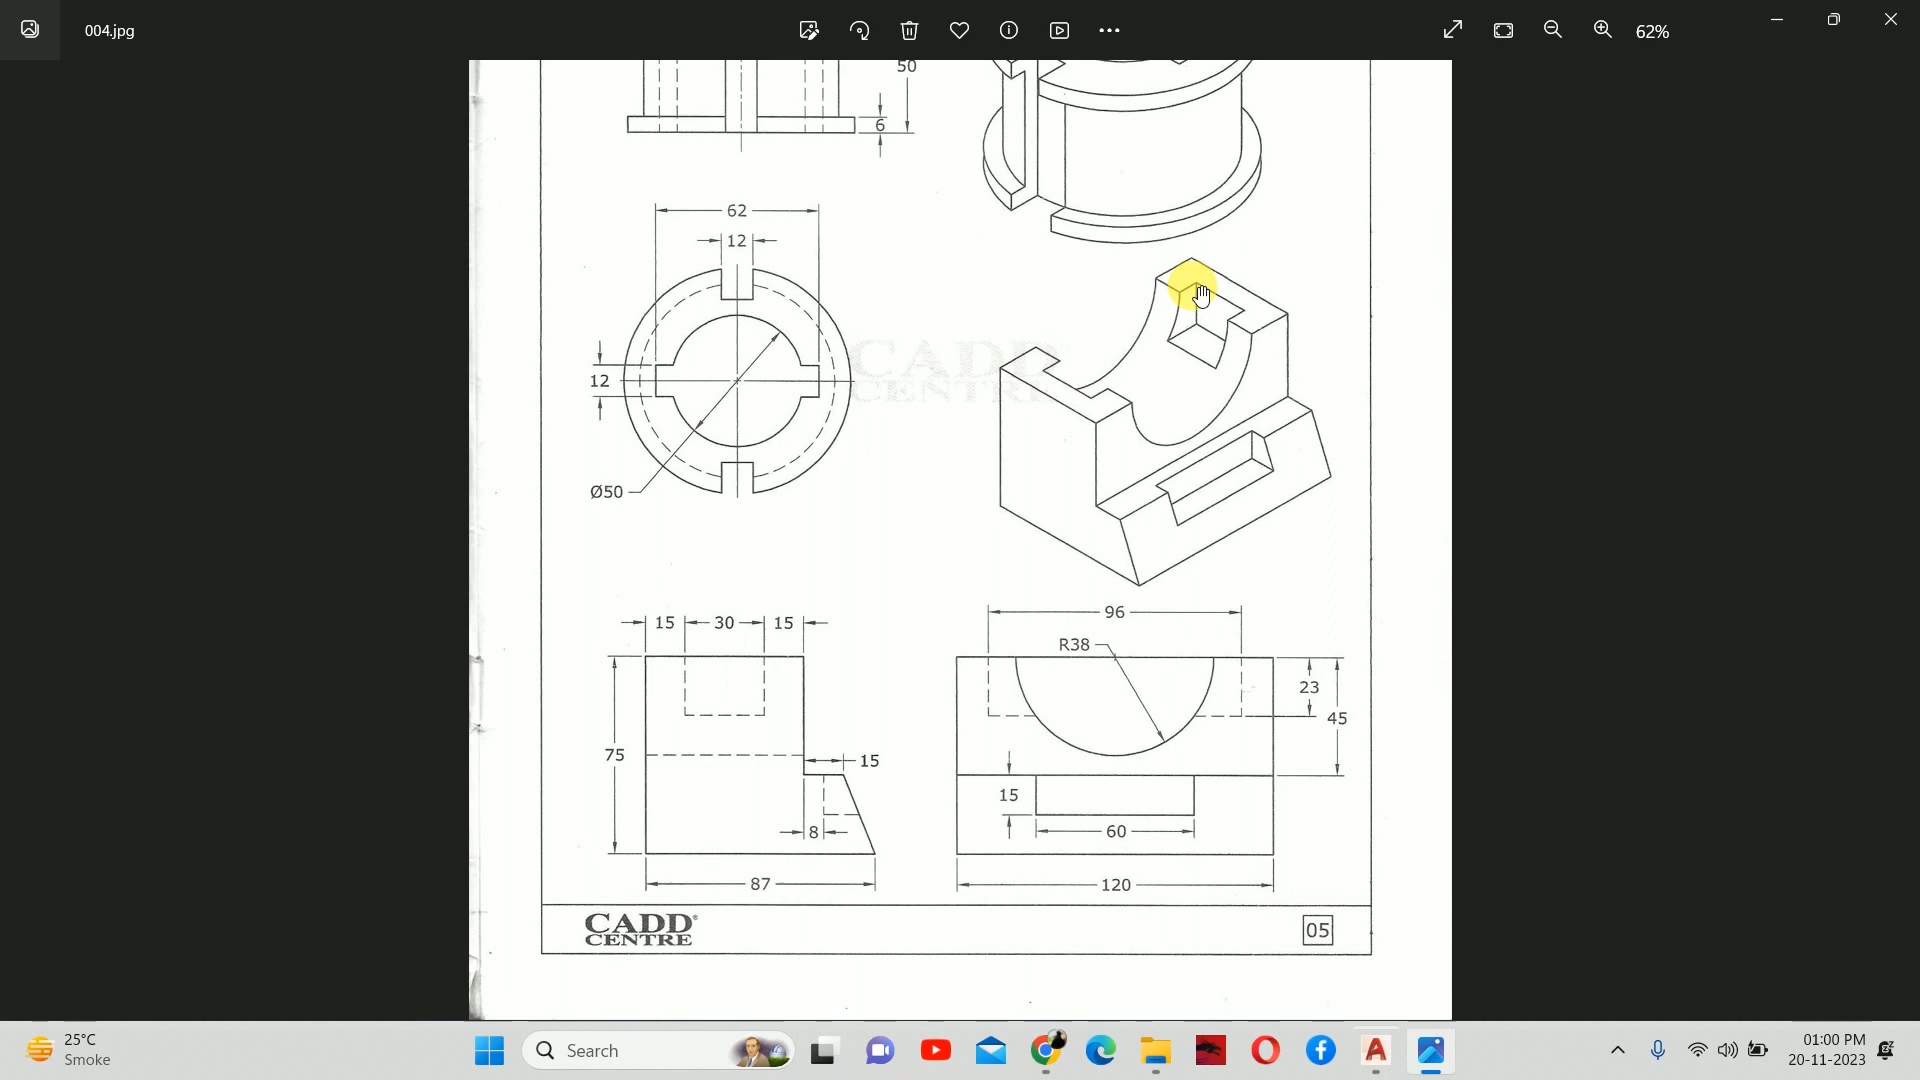 004.jpg
62%
50
6
62
12
12
Ø50
CADD
CENTRE
96
R38
15 30 15
23
45
75
15
15
8
60
87
120
CADD®
CENTRE
05
25°C
Smoke
Search
01:00 PM
20-11-2023